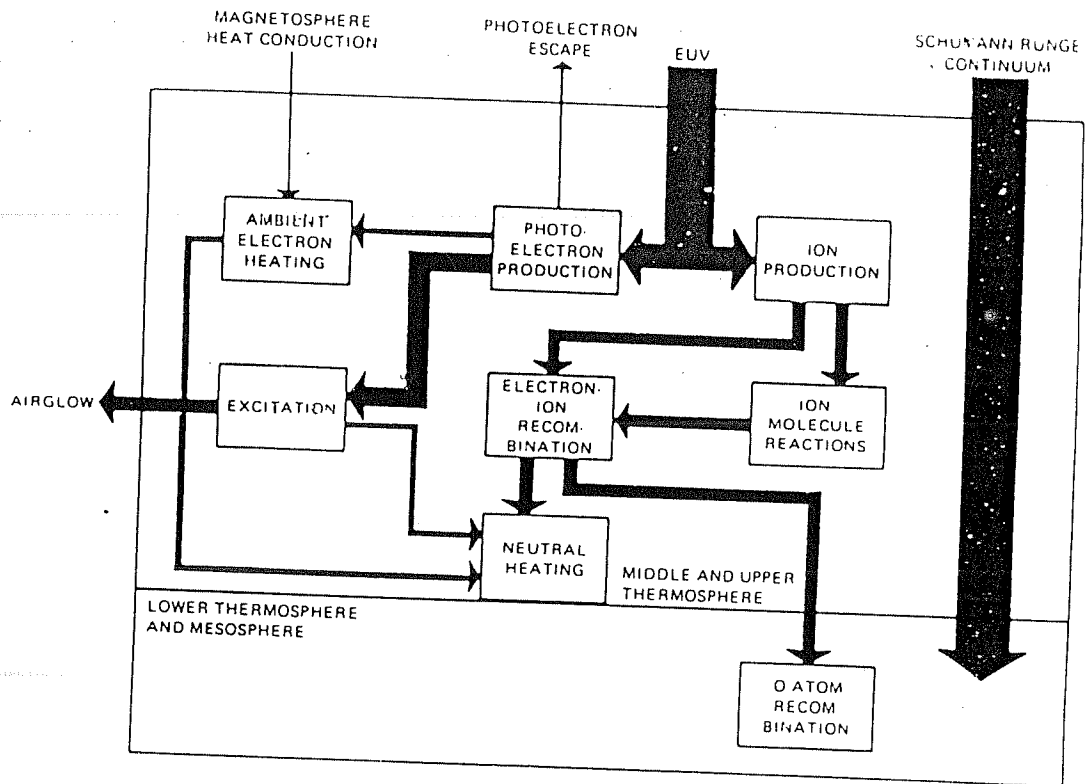 MAGNETOSPHERE
HEAT CONDUCTION
PHOTOELECTRON
ESCAPE
EUV
SCHUMANN RUNGE
CONTINUUM
AMBIENT
ELECTRON
HEATING
PHOTO-
ELECTRON
PRODUCTION
ION
PRODUCTION
AIRGLOW
EXCITATION
ELECTRON-
ION
RECOM-
BINATION
ION
MOLECULE
REACTIONS
NEUTRAL
HEATING
MIDDLE AND UPPER
THERMOSPHERE
LOWER THERMOSPHERE
AND MESOSPHERE
O ATOM
RECOM
BINATION